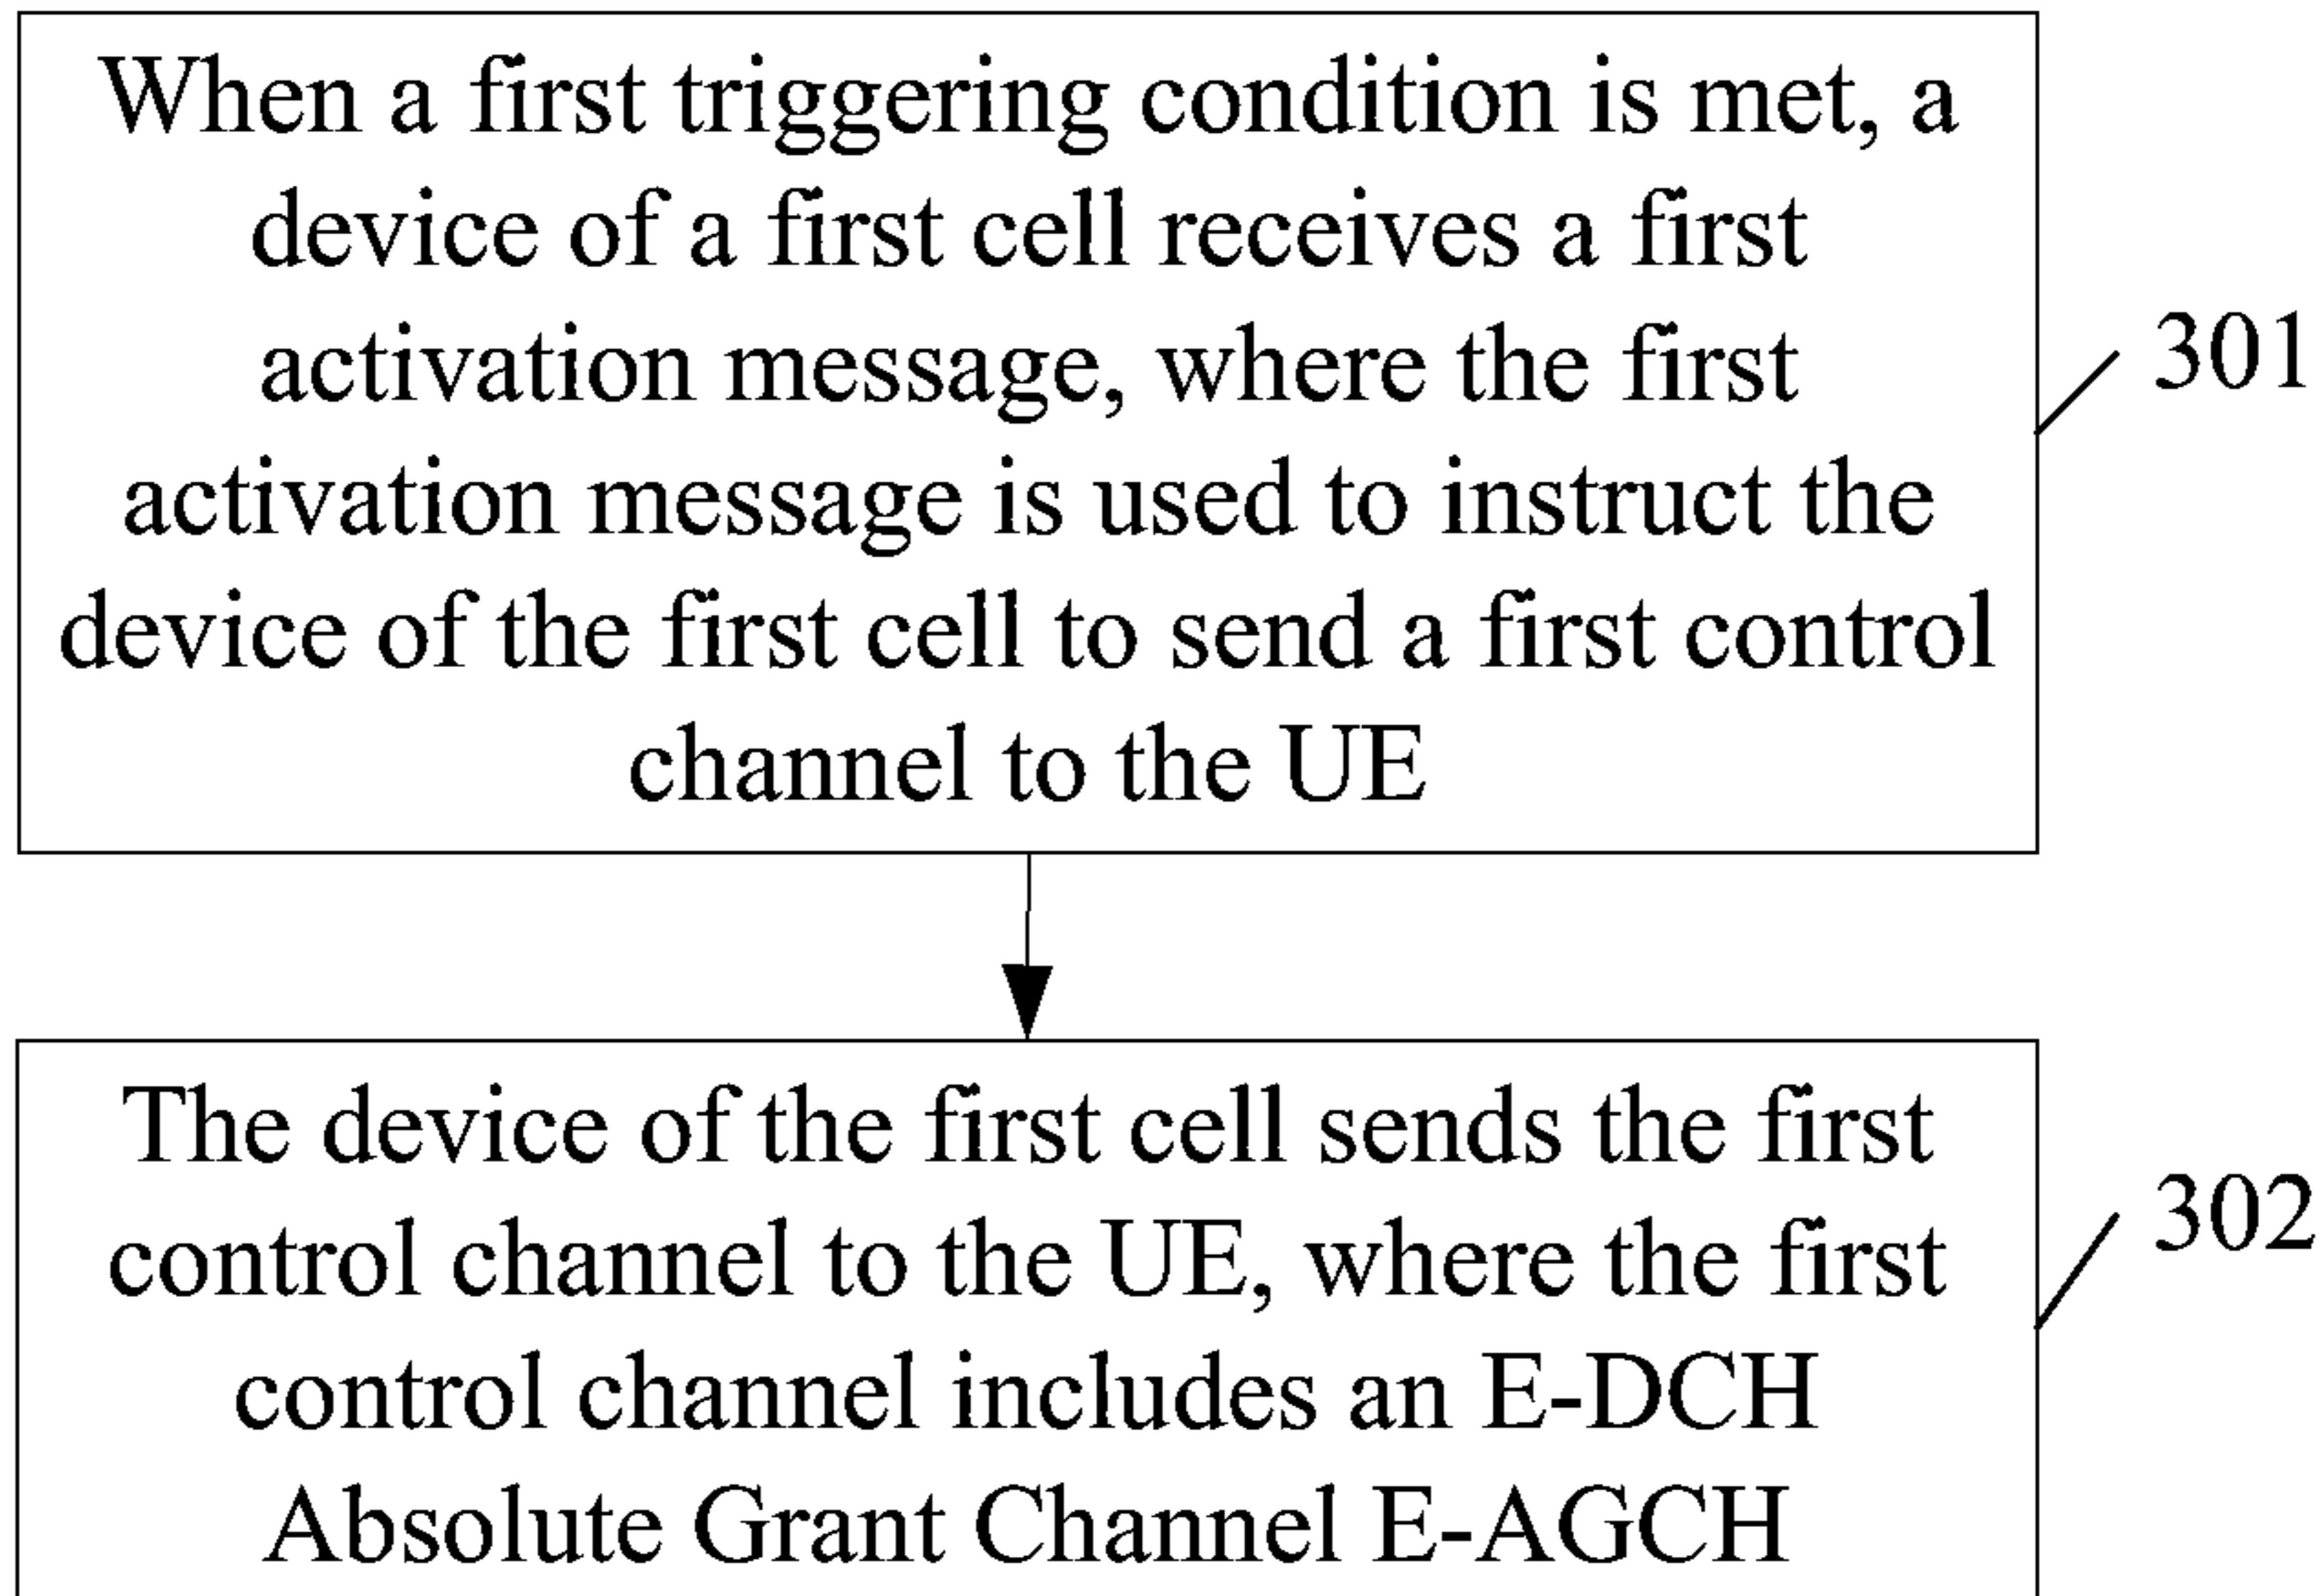 When a first triggering condition is met, a
device of a first cell receives a first
activation message, where the first
activation message is used to instruct the
device of the first cell to send a first control
channel to the UE
301
The device of the first cell sends the first
control channel to the UE, where the first
control channel includes an E-DCH
Absolute Grant Channel E-AGCH
302